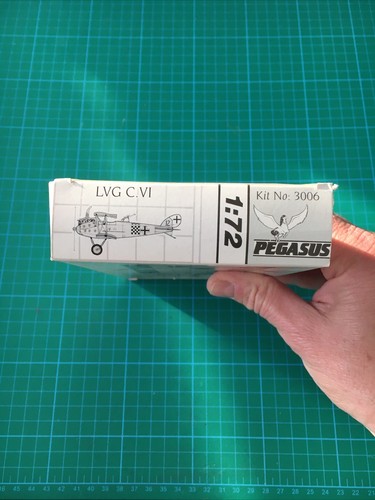 LVG C.VI
1:72
Kit No: 3006
PEGASUS